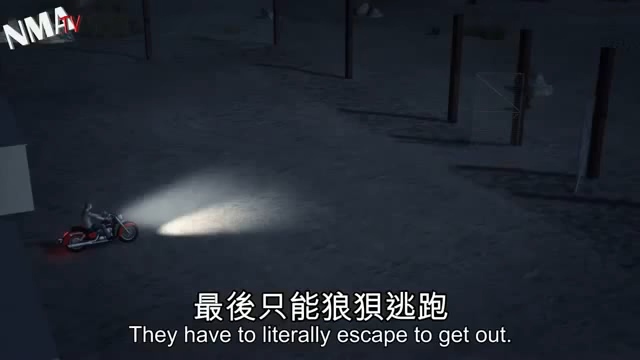 NMA
TV
最後只能狼狽逃跑
They have to literally escape to get out.